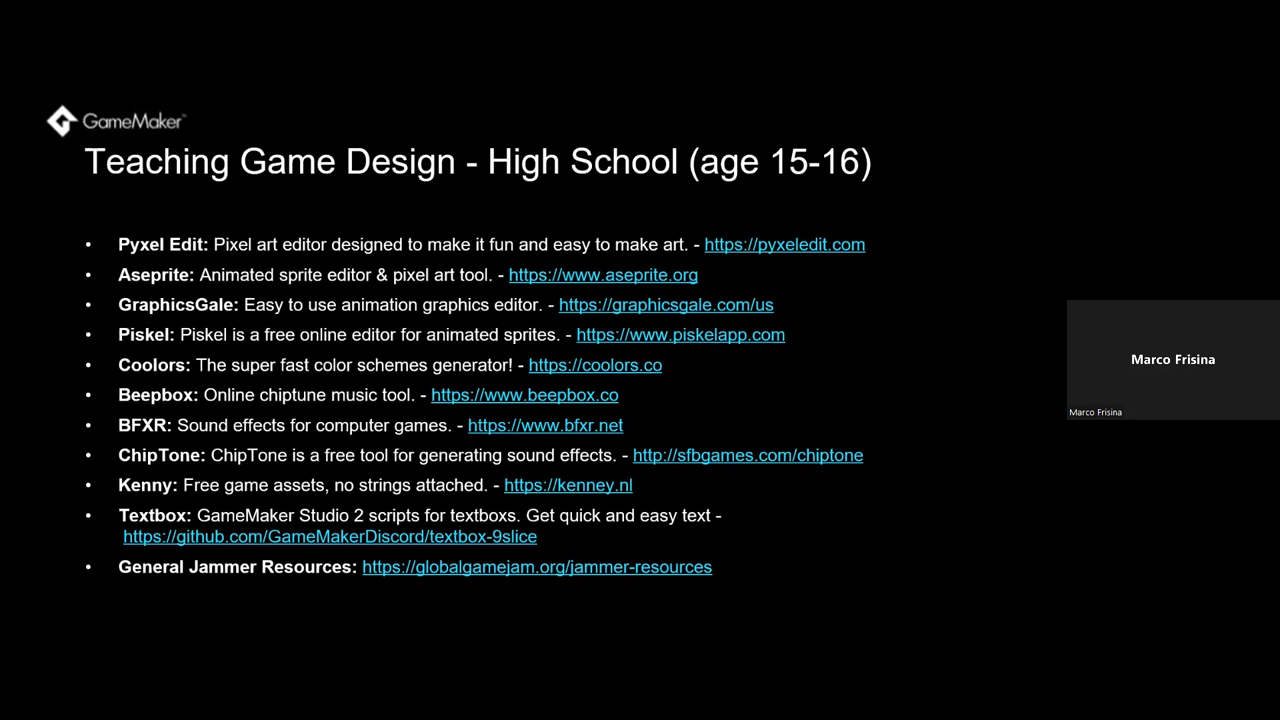 GameMaker™
Teaching Game Design - High School (age 15-16)
• Pyxel Edit: Pixel art editor designed to make it fun and easy to make art. - https://pyxeledit.com
• Aseprite: Animated sprite editor & pixel art tool. - https://www.aseprite.org
• GraphicsGale: Easy to use animation graphics editor. - https://graphicsgale.com/us
• Piskel: Piskel is a free online editor for animated sprites. - https://www.piskelapp.com
• Coolors: The super fast color schemes generator! - https://coolors.co
• Beepbox: Online chiptune music tool. - https://www.beepbox.co
• BFXR: Sound effects for computer games. - https://www.bfxr.net
• ChipTone: ChipTone is a free tool for generating sound effects. - http://sfbgames.com/chiptone
• Kenny: Free game assets, no strings attached. - https://kenney.nl
• Textbox: GameMaker Studio 2 scripts for textboxs. Get quick and easy text -
https://github.com/GameMakerDiscord/textbox-9slice
• General Jammer Resources: https://globalgamejam.org/jammer-resources
Marco Frisina
Marco Frisina